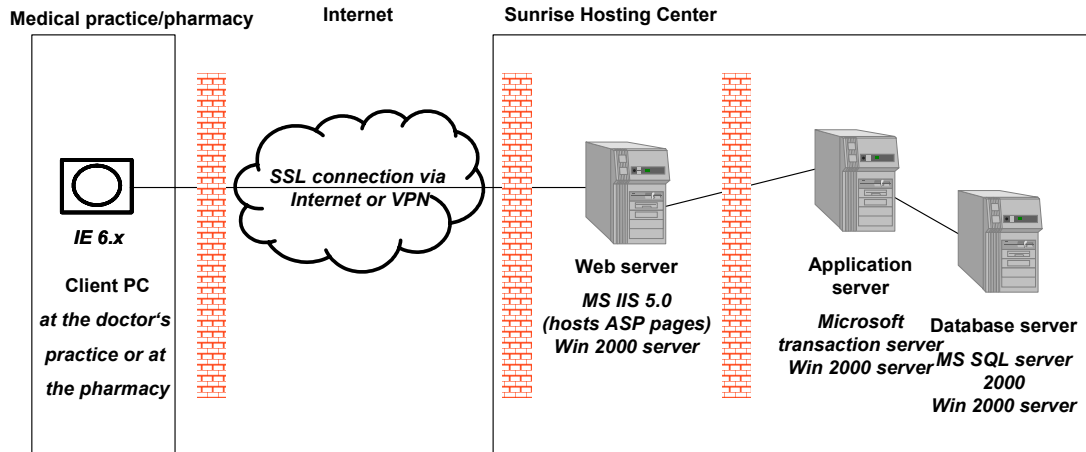 Medical practice/pharmacy
Internet
Sunrise Hosting Center
SSL connection via
Internet or VPN
IE 6.x
Client PC
at the doctor‘s
practice or at
the pharmacy
Web server
MS IIS 5.0
(hosts ASP pages)
Win 2000 server
Application
server
Microsoft
transaction server
Win 2000 server
Database server
MS SQL server
2000
Win 2000 server